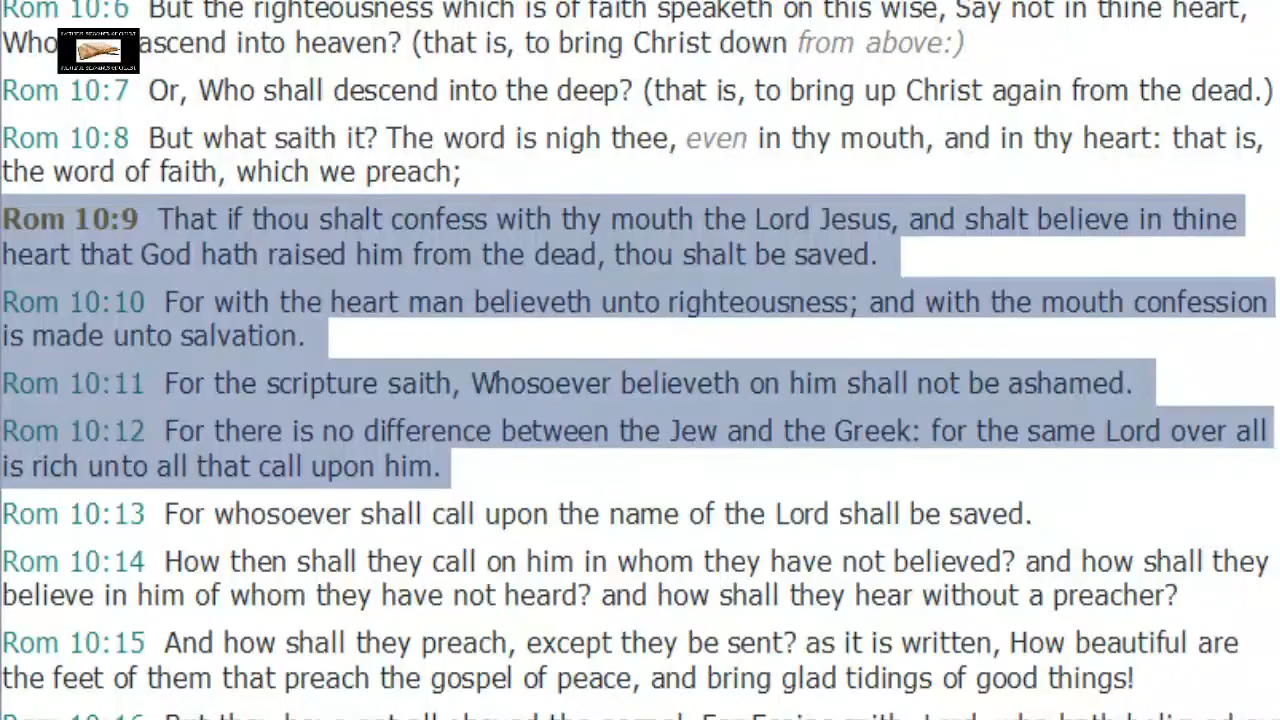 Rom 10:6 But the righteousness which is of faith speaketh on this wise, Say not in thine heart,
Who ascend into heaven? (that is, to bring Christ down from above:)
Rom 10:7 Or, Who shall descend into the deep? (that is, to bring up Christ again from the dead.)
Rom 10:8 But what saith it? The word is nigh thee, even in thy mouth, and in thy heart: that is,
the word of faith, which we preach;
Rom 10:9 That if thou shalt confess with thy mouth the Lord Jesus, and shalt believe in thine
heart that God hath raised him from the dead, thou shalt be saved.
Rom 10:10 For with the heart man believeth unto righteousness; and with the mouth confession
is made unto salvation.
Rom 10:11 For the scripture saith, Whosoever believeth on him shall not be ashamed.
Rom 10:12 For there is no difference between the Jew and the Greek: for the same Lord over all
is rich unto all that call upon him.
Rom 10:13 For whosoever shall call upon the name of the Lord shall be saved.
Rom 10:14 How then shall they call on him in whom they have not believed? and how shall they
believe in him of whom they have not heard? and how shall they hear without a preacher?
Rom 10:15 And how shall they preach, except they be sent? as it is written, How beautiful are
the feet of them that preach the gospel of peace, and bring glad tidings of good things!